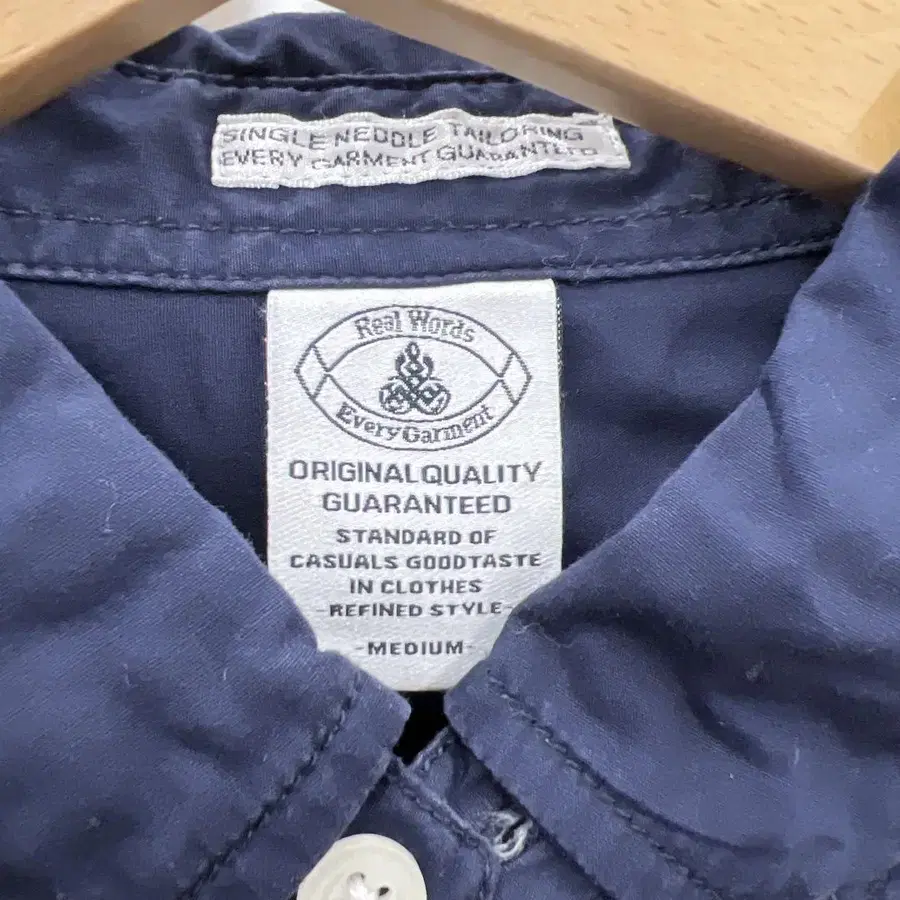 SINGLE NEDDLE TAILORING
EVERY GARMENT GUARANTEED
Real Words
Every Garment
ORIGINAL QUALITY
GUARANTEED
STANDARD OF
CASUALS GOODTASTE
IN CLOTHES
-REFINED STYLE-
-MEDIUM-